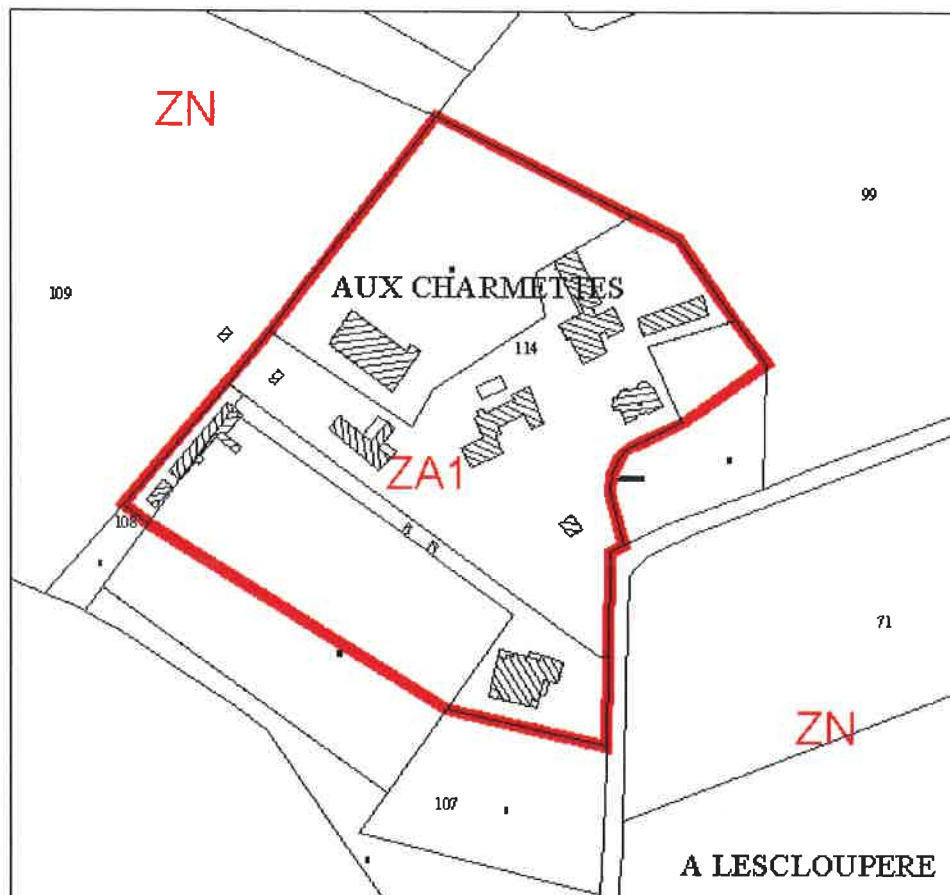 ZN
99
109
AUX CHARMETTES
114
ZA1
108
71
ZN
107
A LESCLOUPERE